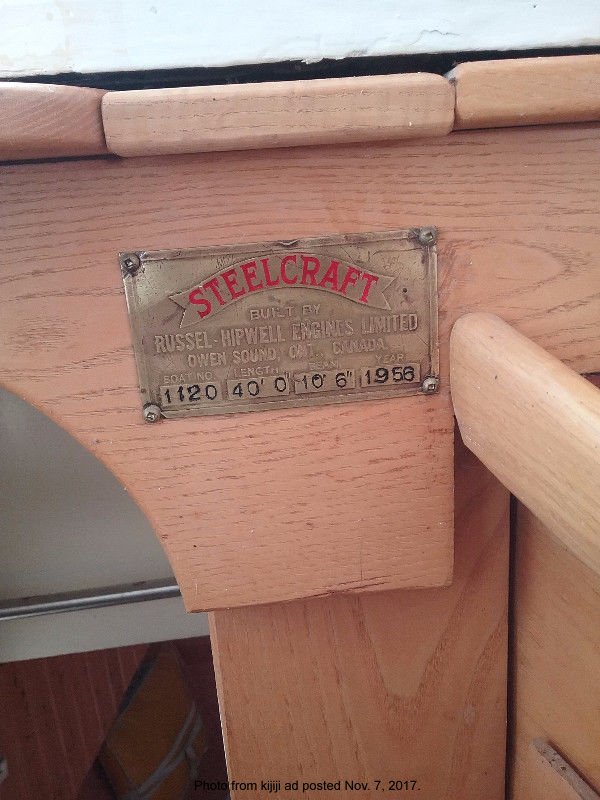 STEELCRAFT
BUILT BY
RUSSEL-HIPWELL ENGINES LIMITED
OWEN SOUND, ONT., CANADA
BOAT NO. LENGTH BEAM YEAR
1120 40' 0" 10' 6" 1956
Photo from kijiji ad posted Nov. 7, 2017.